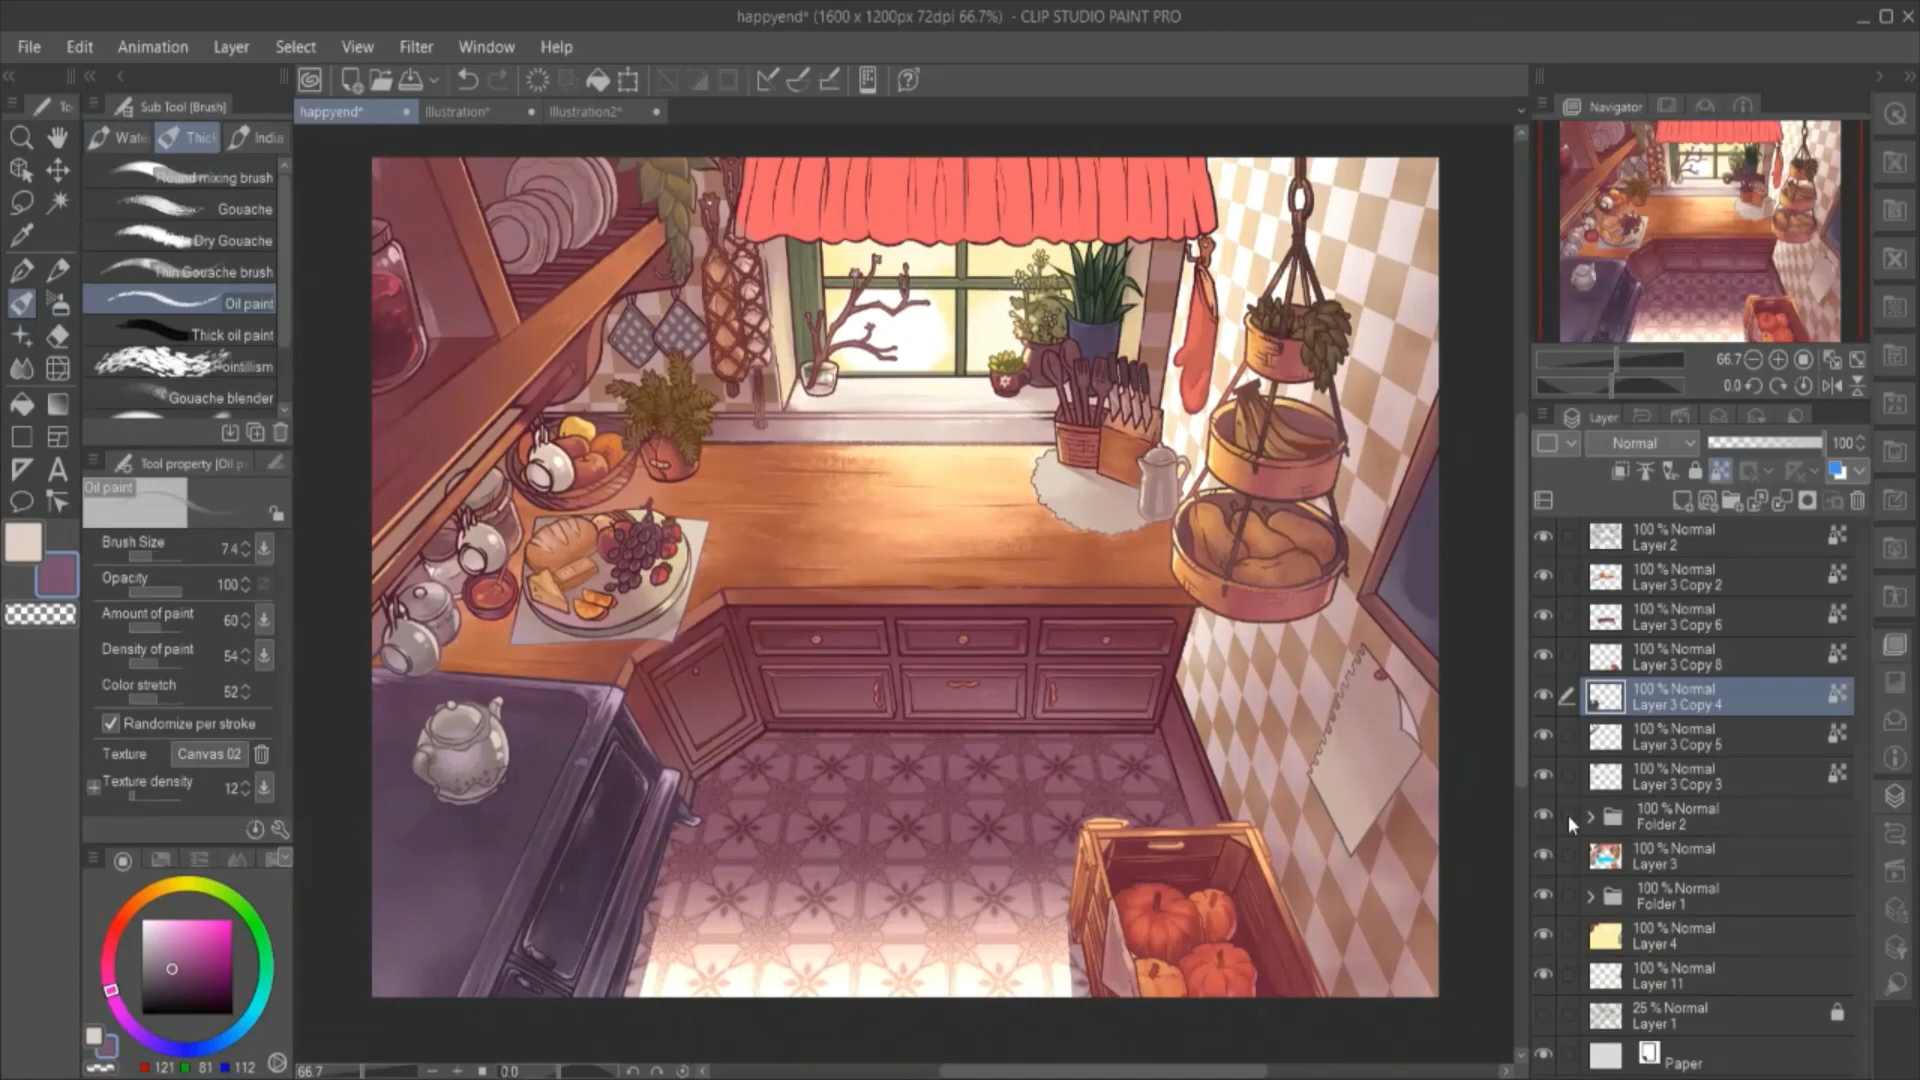 happyend* (1600 x 1200px 72dpi 66.7%) - CLIP STUDIO PAINT PRO
File Edit Animation Layer Select View Filter Window Help
To Sub Tool [Brush]
happyend* Illustration* Illustration2*
Navigator
Wate Thick India
Round mixing brush
Gouache
Dry Gouache
Thin Gouache brush
Oil paint
Thick oil paint
Pointillism
Gouache blender
66.7
0.0
Layer
Normal 100
Tool property [Oil p
Oil paint
Brush Size 74
Opacity 100
Amount of paint 60
Density of paint 54
Color stretch 52
Randomize per stroke
Texture Canvas 02
Texture density 12
121 81 112
66.7 0.0
100 % Normal
Layer 2
100 % Normal
Layer 3 Copy 2
100 % Normal
Layer 3 Copy 6
100 % Normal
Layer 3 Copy 8
100 % Normal
Layer 3 Copy 4
100 % Normal
Layer 3 Copy 5
100 % Normal
Layer 3 Copy 3
100 % Normal
Folder 2
100 % Normal
Layer 3
100 % Normal
Folder 1
100 % Normal
Layer 4
100 % Normal
Layer 11
25 % Normal
Layer 1
Paper